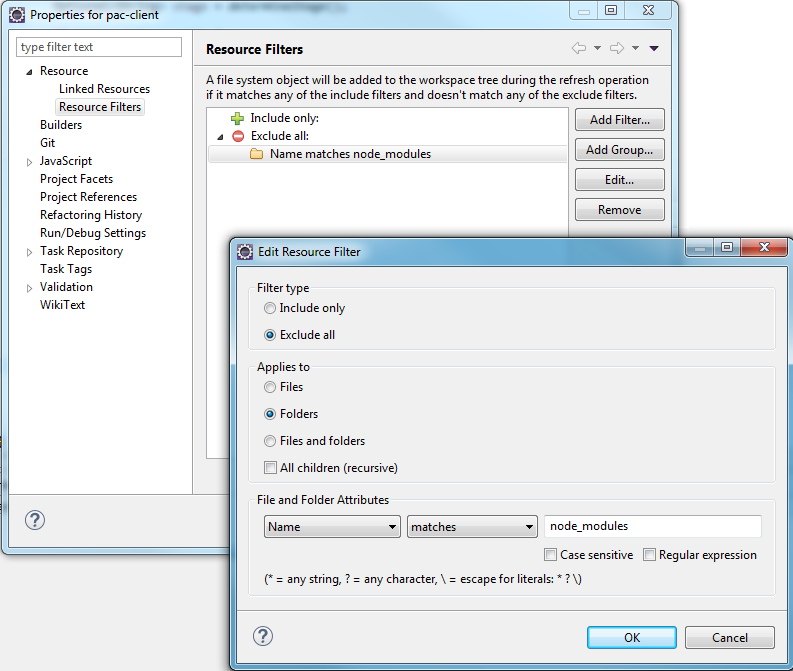 Properties for pac-client
type filter text
Resource
Linked Resources
Resource Filters
Builders
Git
JavaScript
Project Facets
Project References
Refactoring History
Run/Debug Settings
Task Repository
Task Tags
Validation
WikiText
Resource Filters
A file system object will be added to the workspace tree during the refresh operation
if it matches any of the include filters and doesn't match any of the exclude filters.
Include only:
Exclude all:
Name matches node_modules
Add Filter...
Add Group...
Edit...
Remove
Edit Resource Filter
Filter type
Include only
Exclude all
Applies to
Files
Folders
Files and folders
All children (recursive)
File and Folder Attributes
Name matches node_modules
Case sensitive Regular expression
(* = any string, ? = any character, \ = escape for literals: * ? \)
OK Cancel